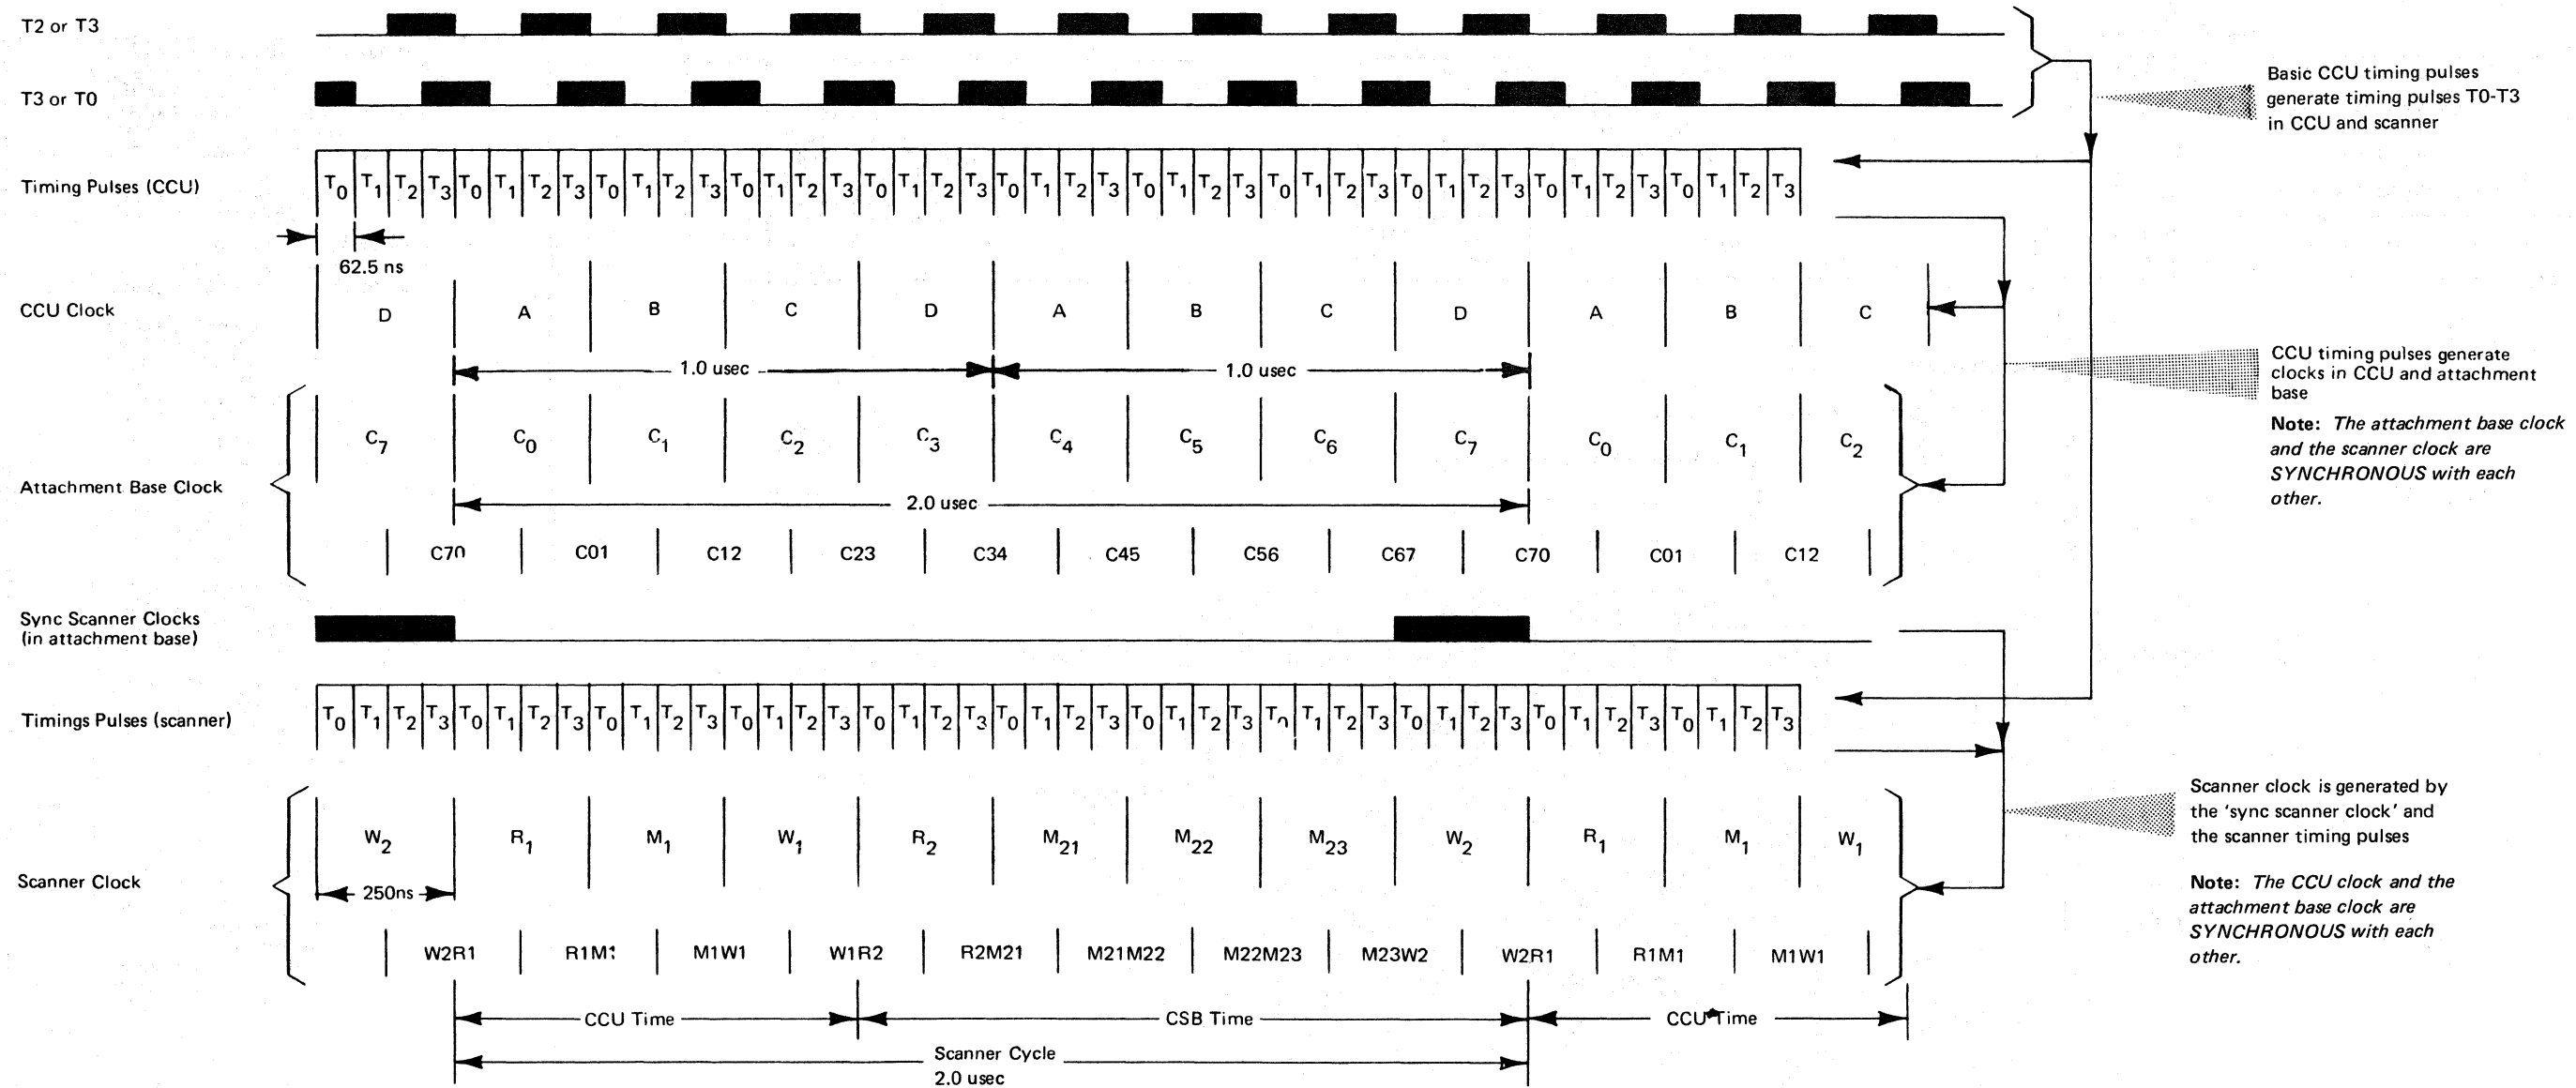 T2 or T3
T3 or T0
Basic CCU timing pulses
generate timing pulses T0-T3
in CCU and scanner
Timing Pulses (CCU)
T0 T1 T2 T3 T0 T1 T2 T3 T0 T1 T2 T3 T0 T1 T2 T3 T0 T1 T2 T3 T0 T1 T2 T3 T0 T1 T2 T3 T0 T1 T2 T3 T0 T1 T2 T3 T0 T1 T2 T3 T0 T1 T2 T3
62.5 ns
CCU Clock
D A B C D A B C D A B C
1.0 usec 1.0 usec
CCU timing pulses generate
clocks in CCU and attachment
base
Note: The attachment base clock
and the scanner clock are
SYNCHRONOUS with each
other.
Attachment Base Clock
C7 C0 C1 C2 C3 C4 C5 C6 C7 C0 C1 C2
2.0 usec
C70 C01 C12 C23 C34 C45 C56 C67 C70 C01 C12
Sync Scanner Clocks
(in attachment base)
Timings Pulses (scanner)
T0 T1 T2 T3 T0 T1 T2 T3 T0 T1 T2 T3 T0 T1 T2 T3 T0 T1 T2 T3 T0 T1 T2 T3 T0 T1 T2 T3 T0 T1 T2 T3 T0 T1 T2 T3 T0 T1 T2 T3 T0 T1 T2 T3
Scanner Clock
W2 R1 M1 W1 R2 M21 M22 M23 W2 R1 M1 W1
250ns
W2R1 R1M1 M1W1 W1R2 R2M21 M21M22 M22M23 M23W2 W2R1 R1M1 M1W1
Scanner clock is generated by
the 'sync scanner clock' and
the scanner timing pulses
Note: The CCU clock and the
attachment base clock are
SYNCHRONOUS with each
other.
CCU Time CSB Time CCU Time
Scanner Cycle
2.0 usec